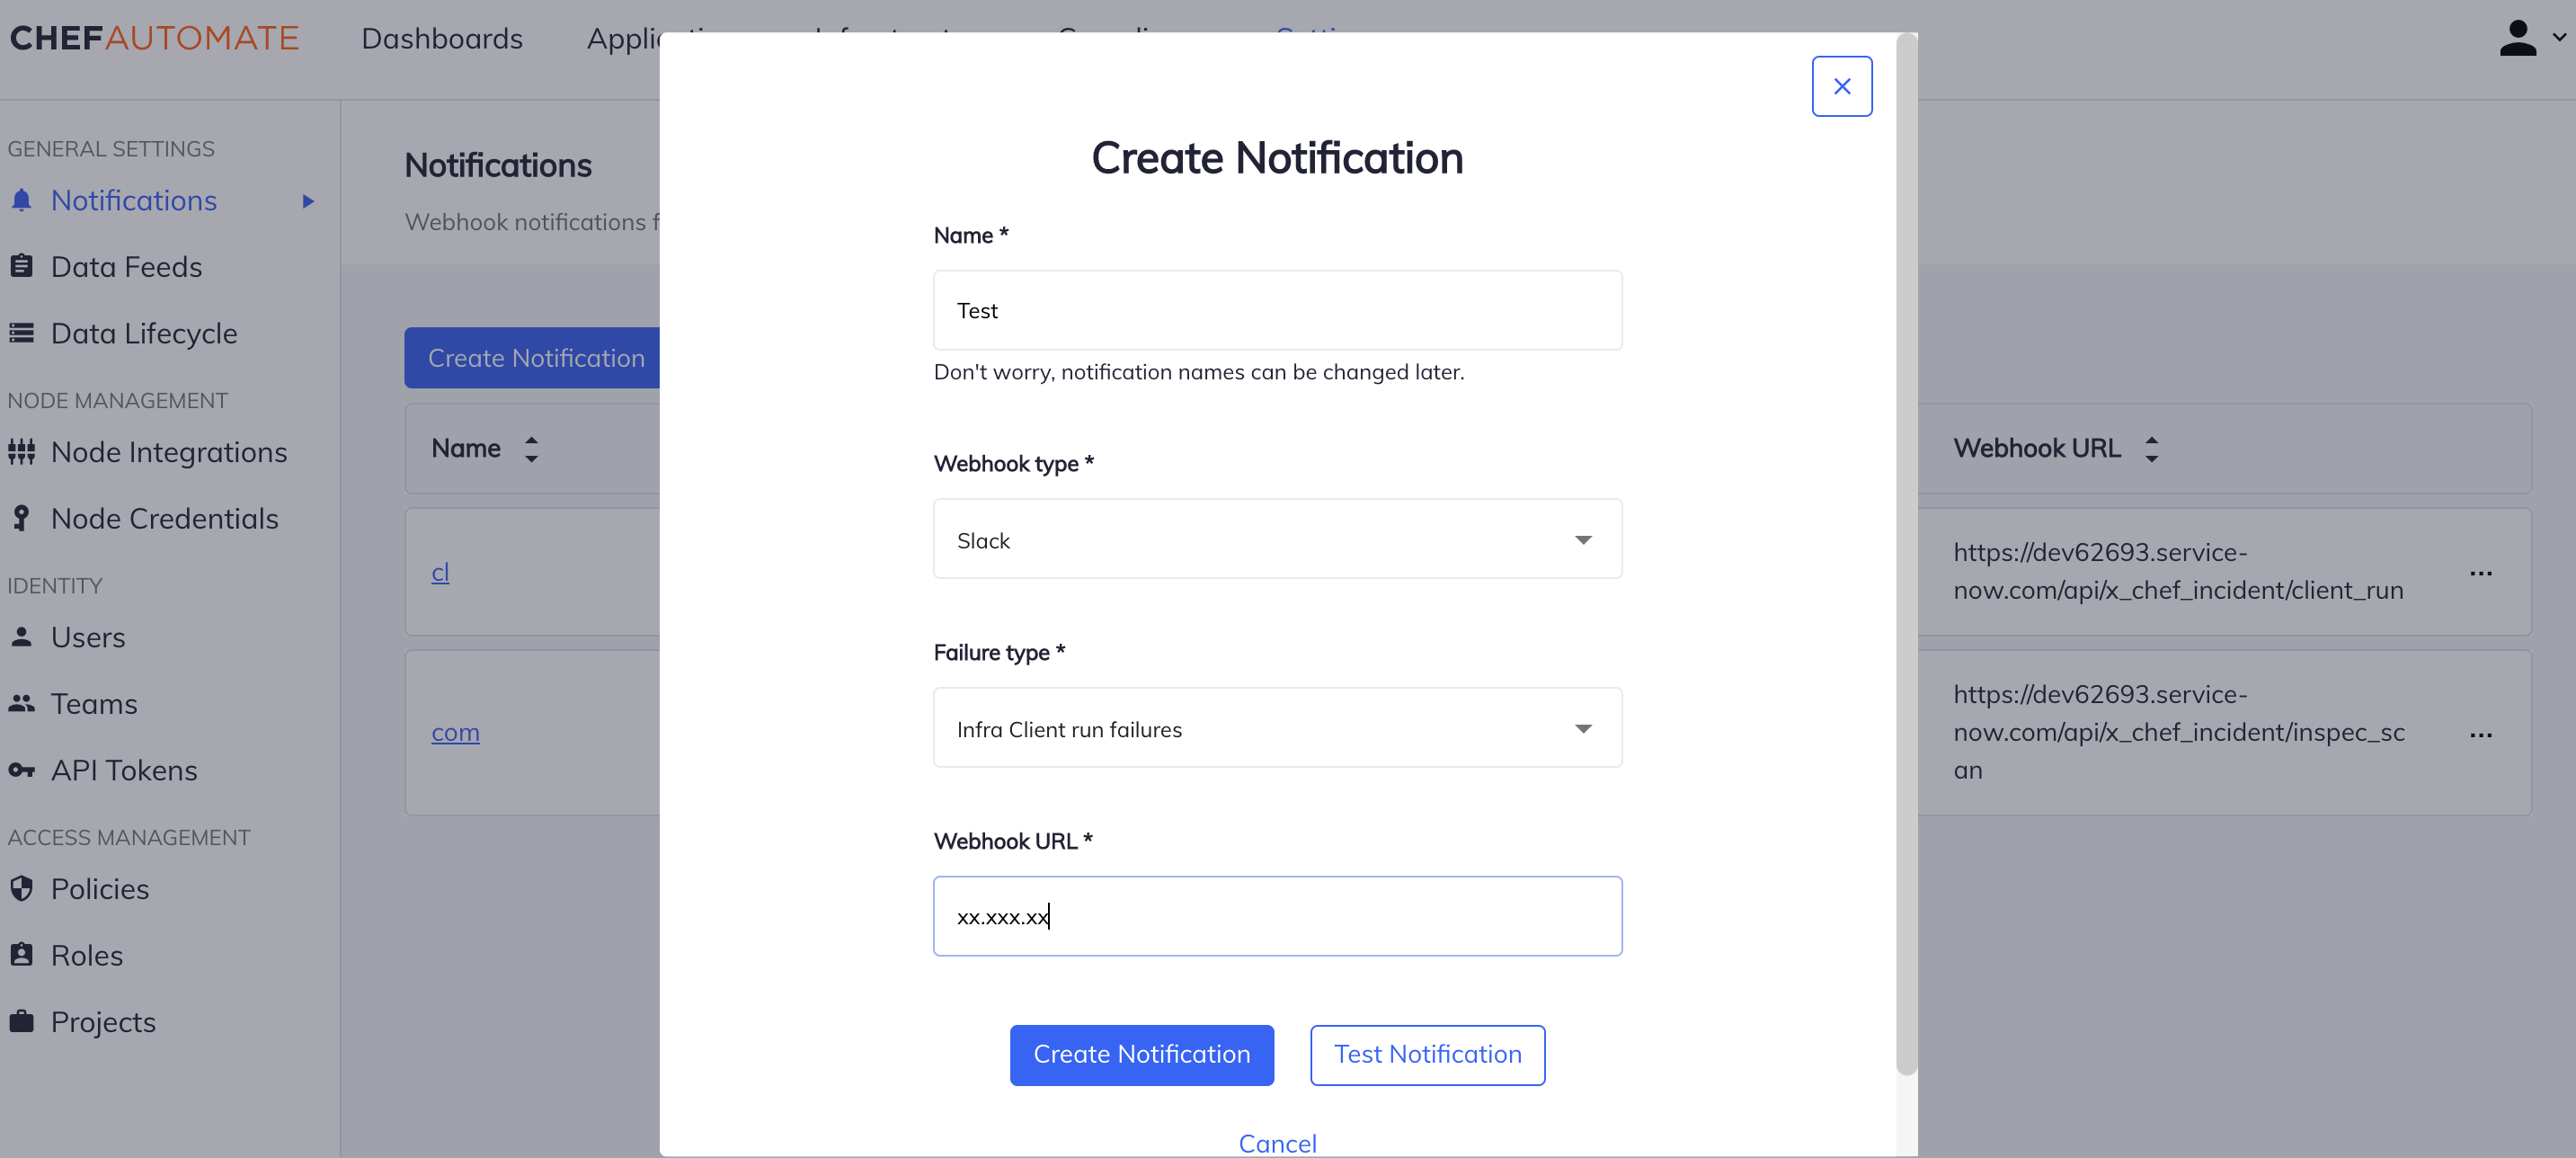 CHEFAUTOMATE
Dashboards
GENERAL SETTINGS
Notifications
Data Feeds
Data Lifecycle
NODE MANAGEMENT
Node Integrations
Node Credentials
IDENTITY
Users
Teams
API Tokens
ACCESS MANAGEMENT
Policies
Roles
Projects
Notifications
Webhook notifications f
Create Notification
Name
Webhook URL
cl
https://dev62693.service-
now.com/api/x_chef_incident/client_run
...
com
https://dev62693.service-
now.com/api/x_chef_incident/inspec_sc
an
...
Create Notification
Name *
Test
Don't worry, notification names can be changed later.
Webhook type *
Slack
Failure type *
Infra Client run failures
Webhook URL *
xx.xxx.xx
Create Notification
Test Notification
Cancel